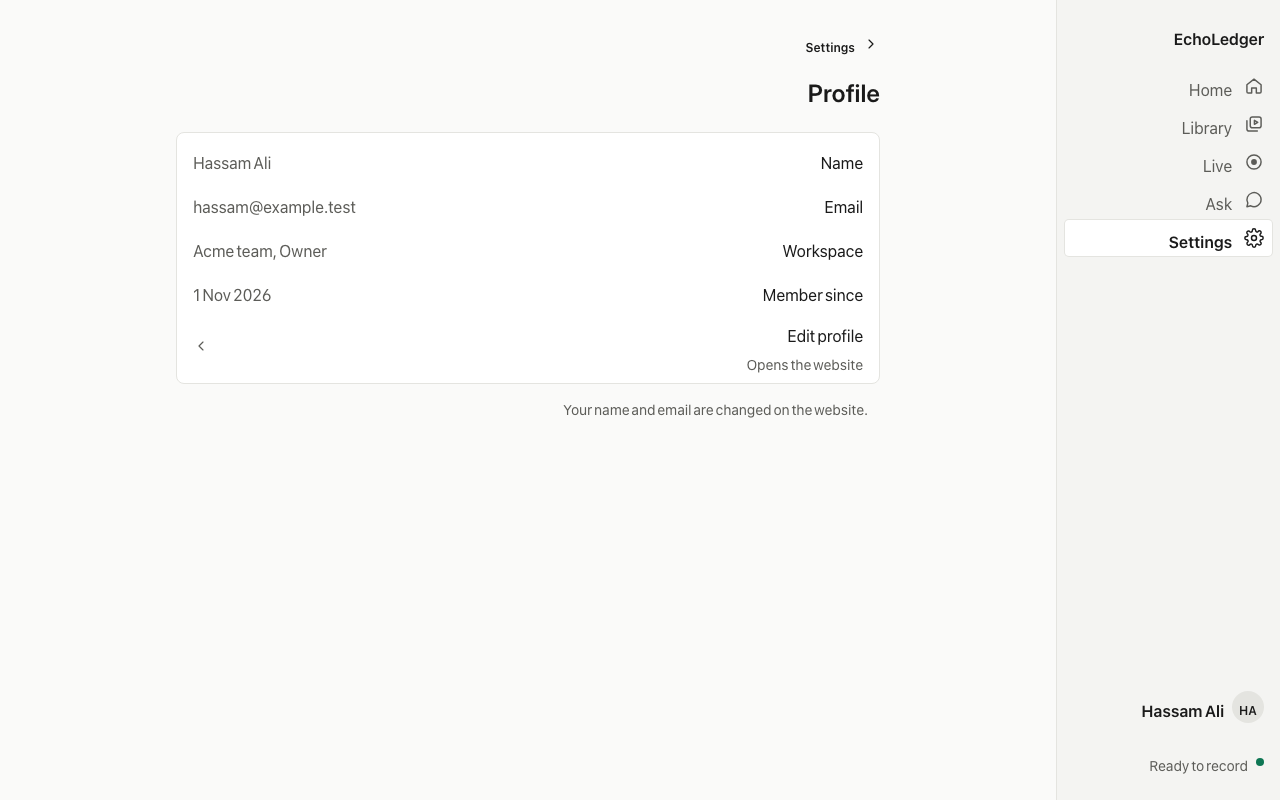 EchoLedger
Home
Library
Live
Ask
Settings
Hassam Ali
HA
Ready to record
Settings
Profile
Name
Hassam Ali
Email
hassam@example.test
Workspace
Acme team, Owner
Member since
1 Nov 2026
Edit profile
Opens the website
Your name and email are changed on the website.